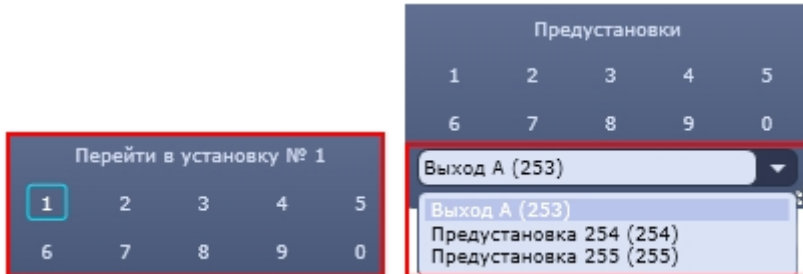 Перейти в установку № 1
1 2 3 4 5
6 7 8 9 0
Предустановки
1 2 3 4 5
6 7 8 9 0
Выход А (253)
Выход А (253)
Предустановка 254 (254)
Предустановка 255 (255)